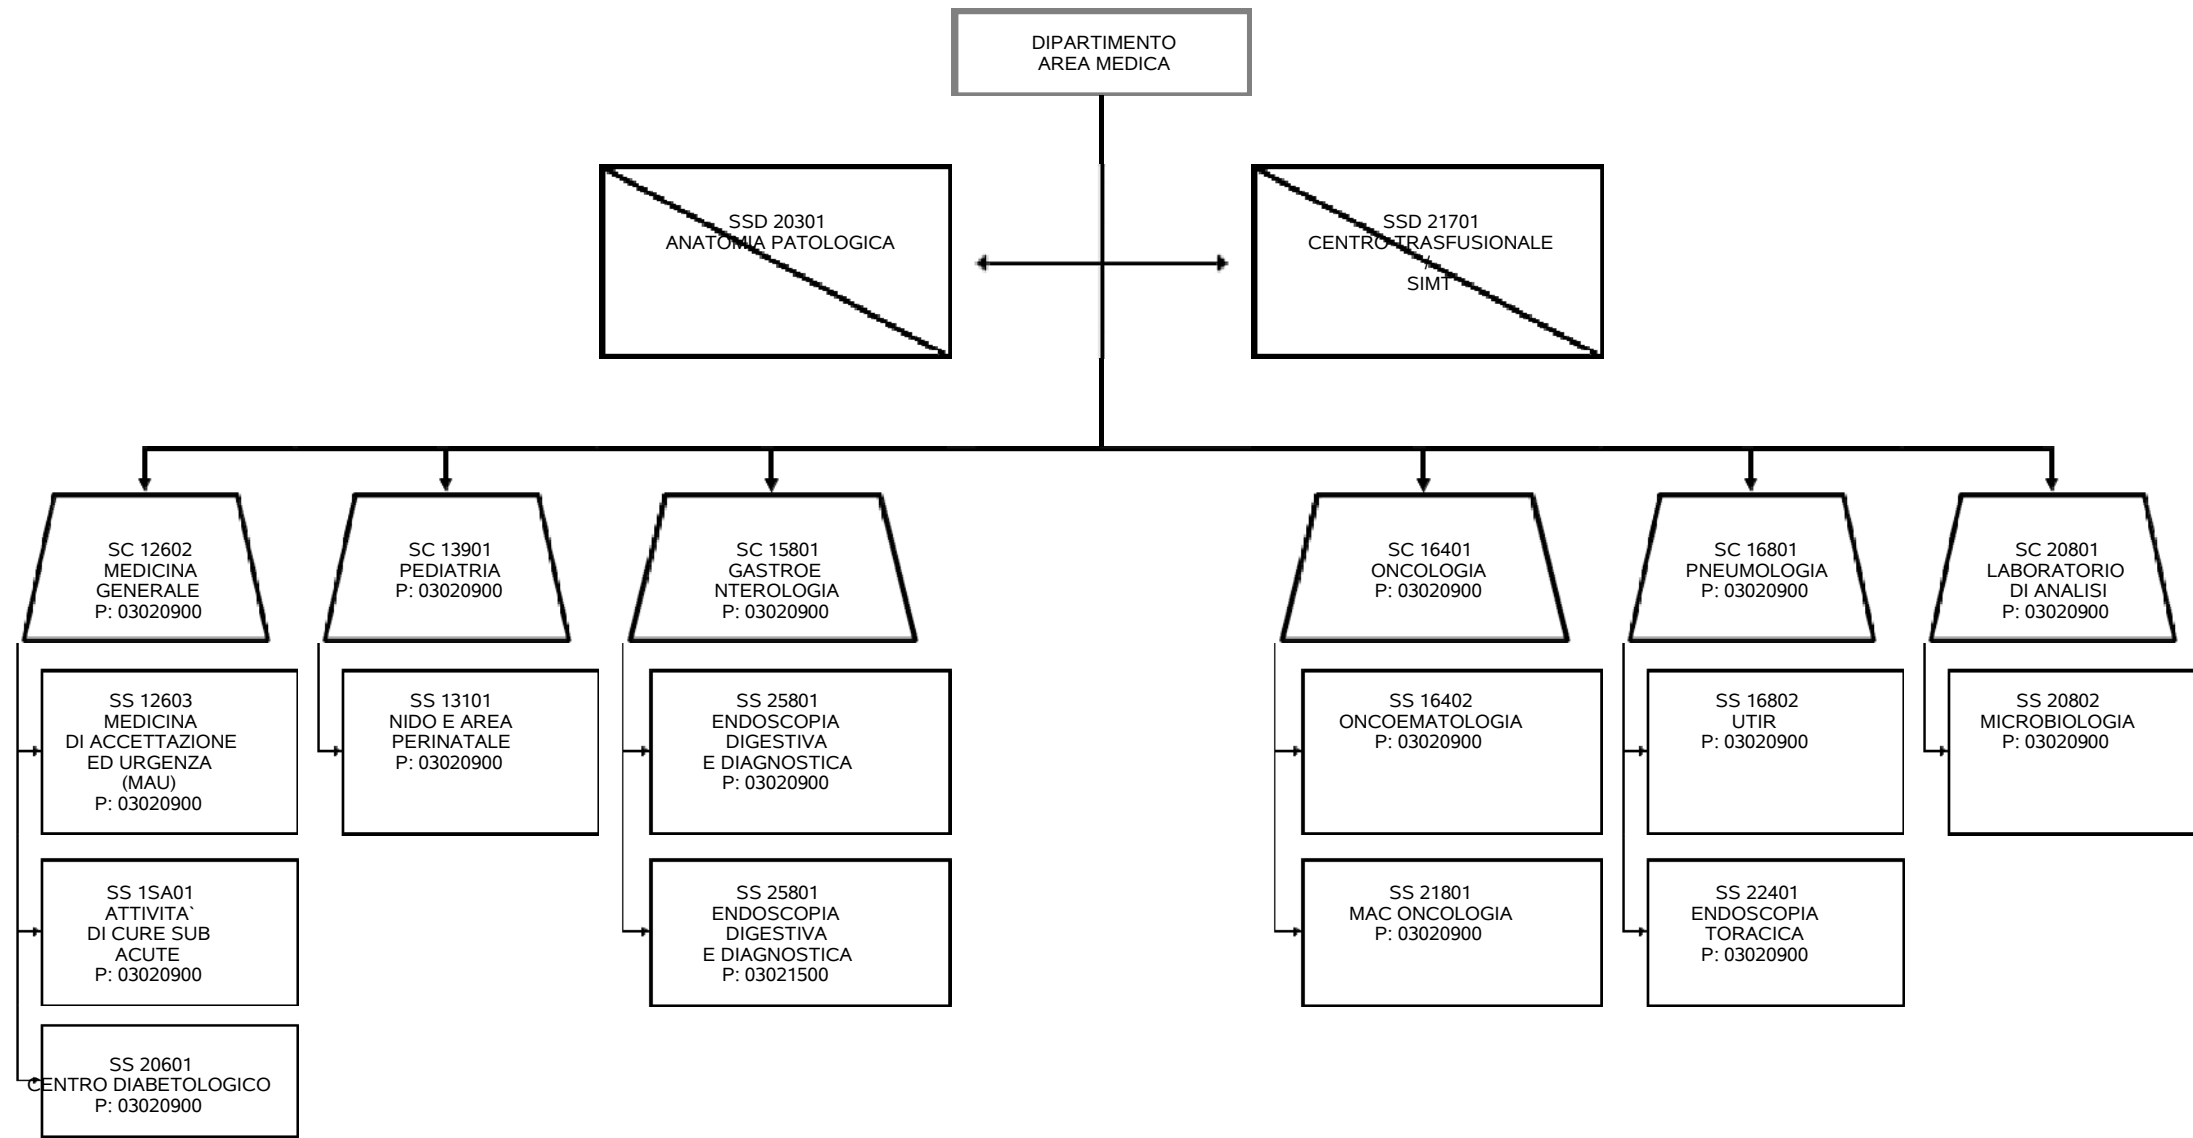 DIPARTIMENTO
AREA MEDICA
SSD 20301
ANATOMIA PATOLOGICA
SSD 21701
CENTRO TRASFUSIONALE
/
SIMT
SC 12602
MEDICINA
GENERALE
P: 03020900
SC 13901
PEDIATRIA
P: 03020900
SC 15801
GASTROE
NTEROLOGIA
P: 03020900
SC 16401
ONCOLOGIA
P: 03020900
SC 16801
PNEUMOLOGIA
P: 03020900
SC 20801
LABORATORIO
DI ANALISI
P: 03020900
SS 12603
MEDICINA
DI ACCETTAZIONE
ED URGENZA
(MAU)
P: 03020900
SS 13101
NIDO E AREA
PERINATALE
P: 03020900
SS 25801
ENDOSCOPIA
DIGESTIVA
E DIAGNOSTICA
P: 03020900
SS 16402
ONCOEMATOLOGIA
P: 03020900
SS 16802
UTIR
P: 03020900
SS 20802
MICROBIOLOGIA
P: 03020900
SS 1SA01
ATTIVITA`
DI CURE SUB
ACUTE
P: 03020900
SS 25801
ENDOSCOPIA
DIGESTIVA
E DIAGNOSTICA
P: 03021500
SS 21801
MAC ONCOLOGIA
P: 03020900
SS 22401
ENDOSCOPIA
TORACICA
P: 03020900
SS 20601
CENTRO DIABETOLOGICO
P: 03020900